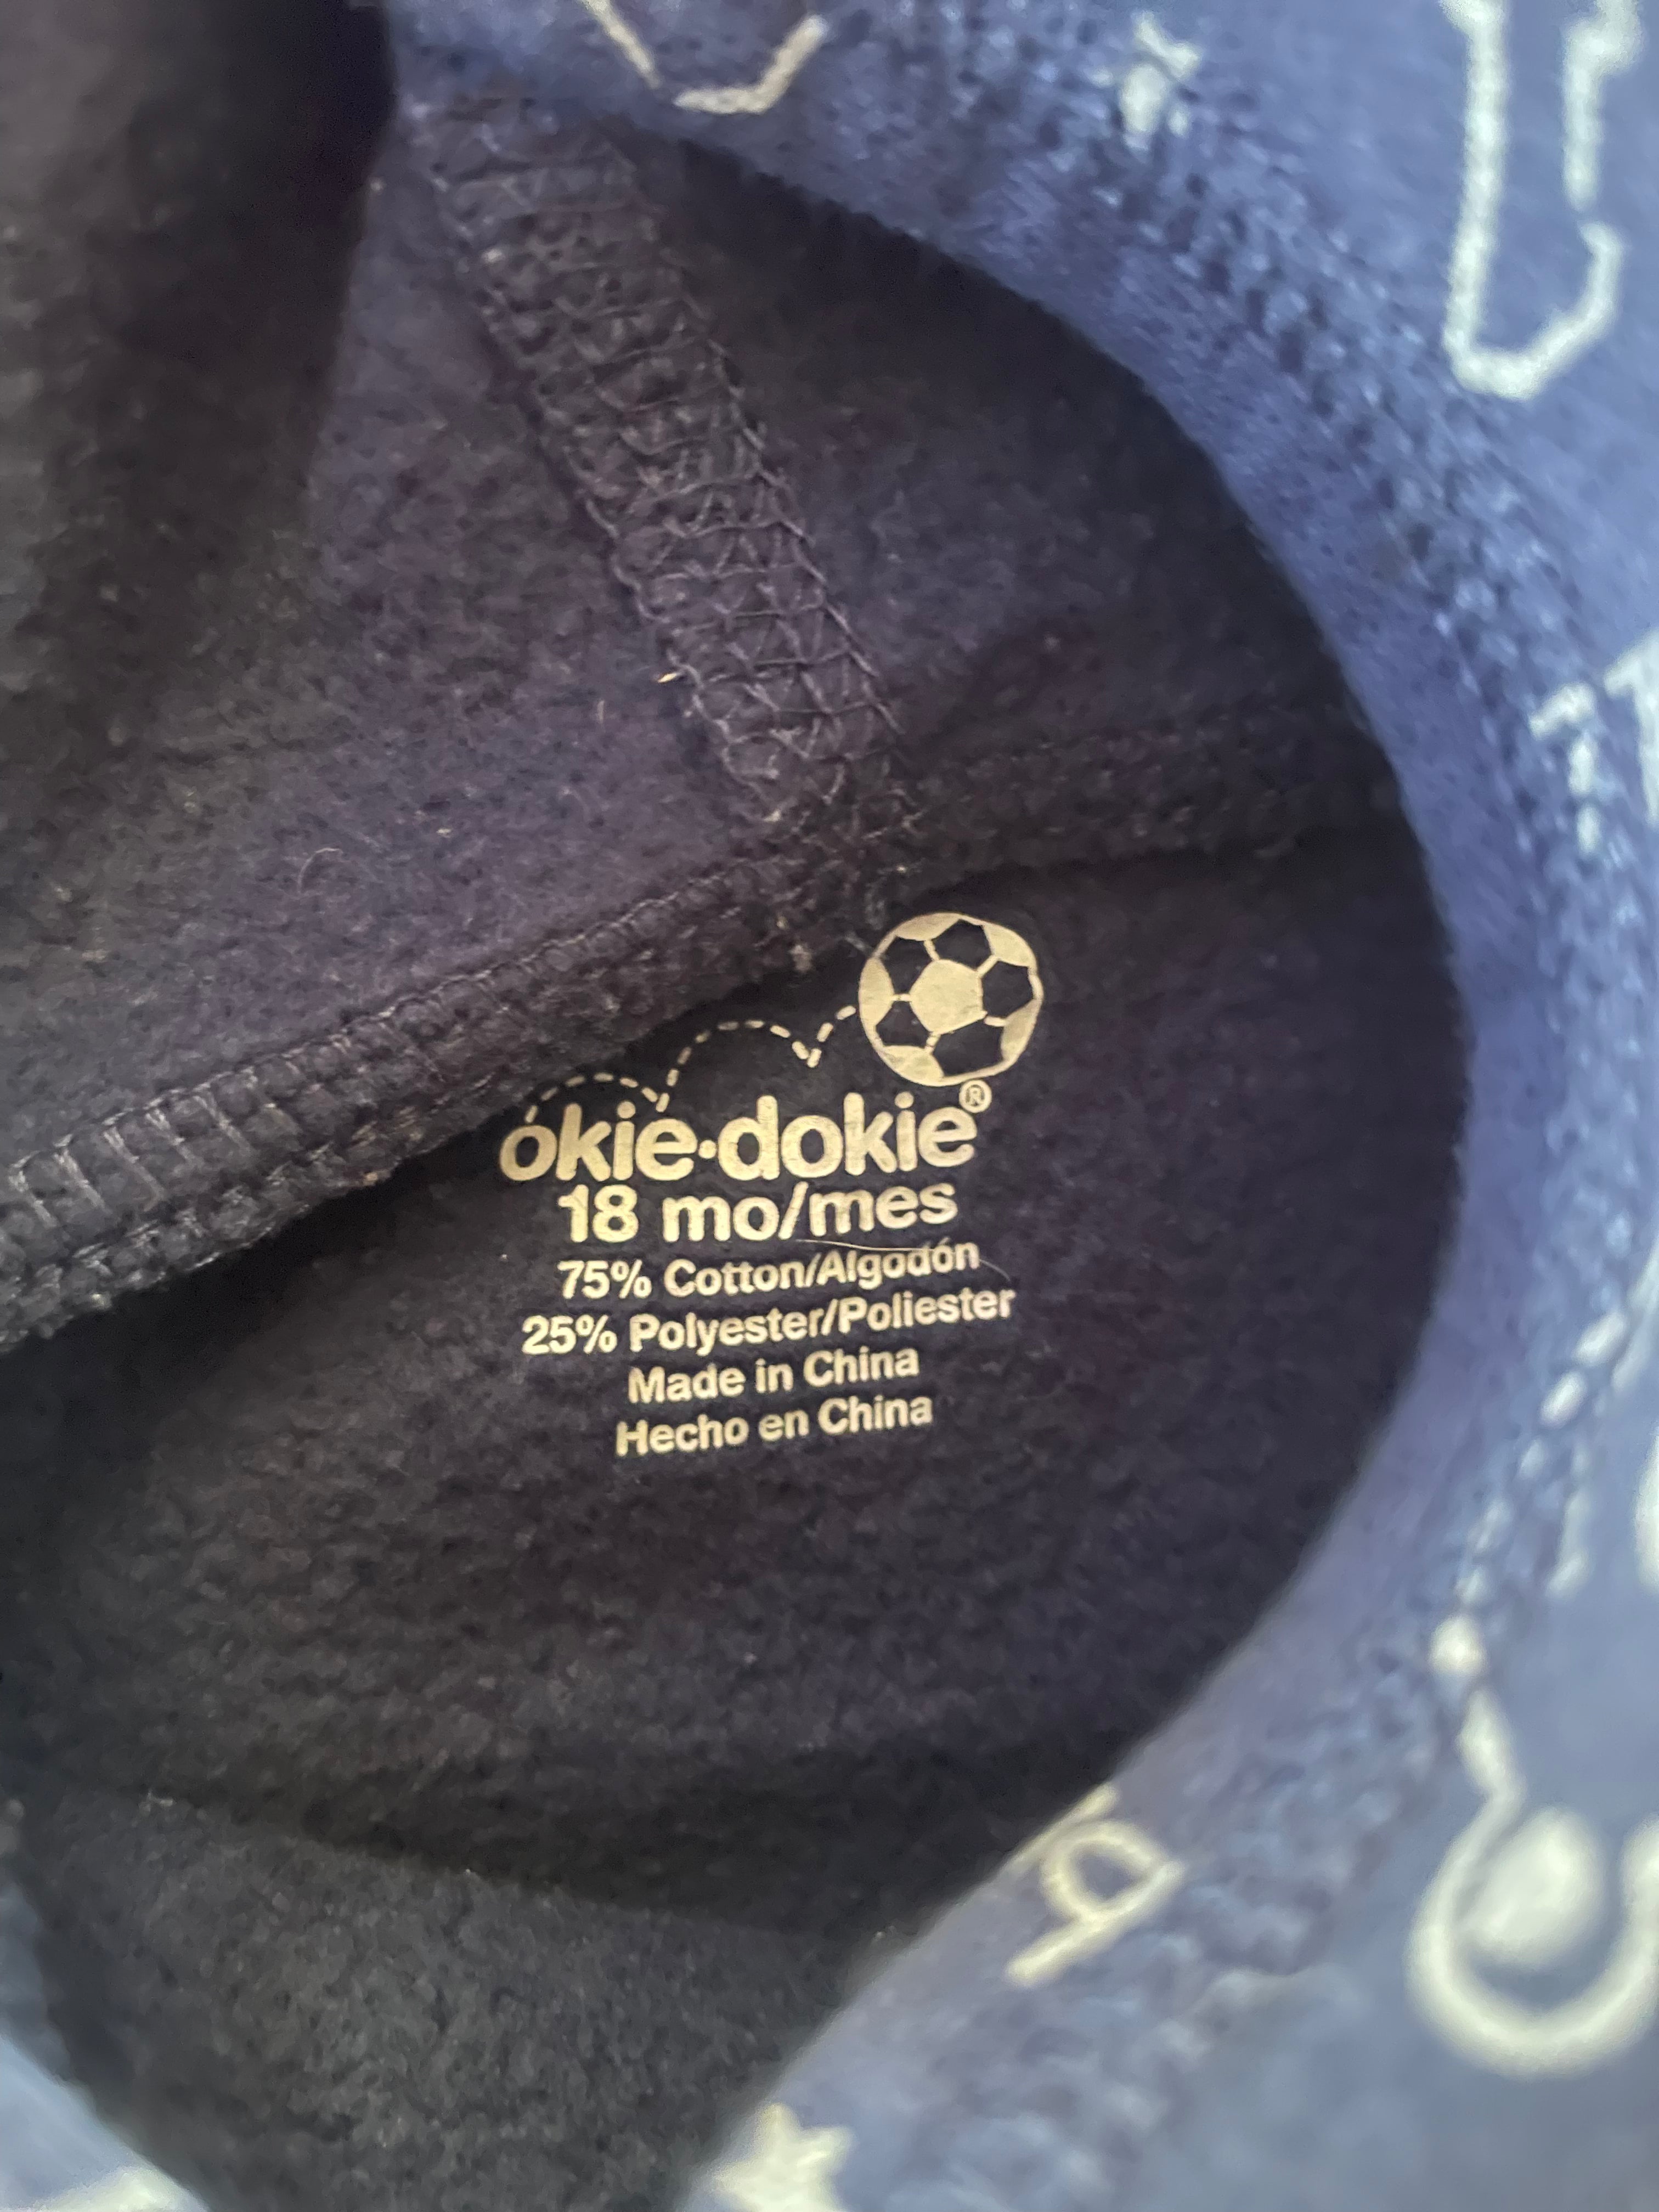 okie•dokie®
18 mo/mes
75% Cotton/Algodón
25% Polyester/Poliester
Made in China
Hecho en China